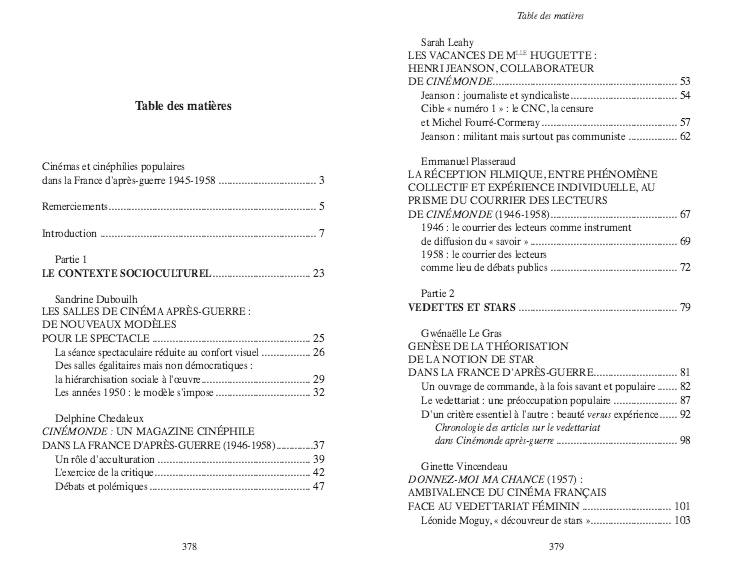 Table des matières
Cinémas et cinéphilies populaires
dans la France d'après-guerre 1945-1958 .................................. 3
Remerciements.......................................................................... 5
Introduction ............................................................................ 7
Partie 1
LE CONTEXTE SOCIOCULTUREL.................................. 23
Sandrine Dubouilh
LES SALLES DE CINÉMA APRÈS-GUERRE :
DE NOUVEAUX MODÈLES
POUR LE SPECTACLE ......................................................... 25
La séance spectaculaire réduite au confort visuel ................. 26
Des salles égalitaires mais non démocratiques :
la hiérarchisation sociale à l'œuvre...................................... 29
Les années 1950 : le modèle s'impose ................................. 32
Delphine Chedaleux
CINÉMONDE : UN MAGAZINE CINÉPHILE
DANS LA FRANCE D'APRÈS-GUERRE (1946-1958).............37
Un rôle d'acculturation ..................................................... 39
L'exercice de la critique...................................................... 42
Débats et polémiques ........................................................ 47
378
Table des matières
Sarah Leahy
LES VACANCES DE MLLE HUGUETTE :
HENRI JEANSON, COLLABORATEUR
DE CINÉMONDE................................................................ 53
Jeanson : journaliste et syndicaliste..................................... 54
Cible « numéro 1 » : le CNC, la censure
et Michel Fourré-Cormeray ............................................... 57
Jeanson : militant mais surtout pas communiste ................. 62
Emmanuel Plasseraud
LA RÉCEPTION FILMIQUE, ENTRE PHÉNOMÈNE
COLLECTIF ET EXPÉRIENCE INDIVIDUELLE, AU
PRISME DU COURRIER DES LECTEURS
DE CINÉMONDE (1946-1958)............................................. 67
1946 : le courrier des lecteurs comme instrument
de diffusion du « savoir » ................................................... 69
1958 : le courrier des lecteurs
comme lieu de débats publics ............................................ 72
Partie 2
VEDETTES ET STARS .............................................. 79
Gwénaëlle Le Gras
GENÈSE DE LA THÉORISATION
DE LA NOTION DE STAR
DANS LA FRANCE D'APRÈS-GUERRE............................. 81
Un ouvrage de commande, à la fois savant et populaire ....... 82
Le vedettariat : une préoccupation populaire ...................... 87
D'un critère essentiel à l'autre : beauté versus expérience...... 92
Chronologie des articles sur le vedettariat
dans Cinémonde après-guerre .......................................... 98
Ginette Vincendeau
DONNEZ-MOI MA CHANCE (1957) :
AMBIVALENCE DU CINÉMA FRANÇAIS
FACE AU VEDETTARIAT FÉMININ ................................ 101
Léonide Moguy, « découvreur de stars »............................. 103
379